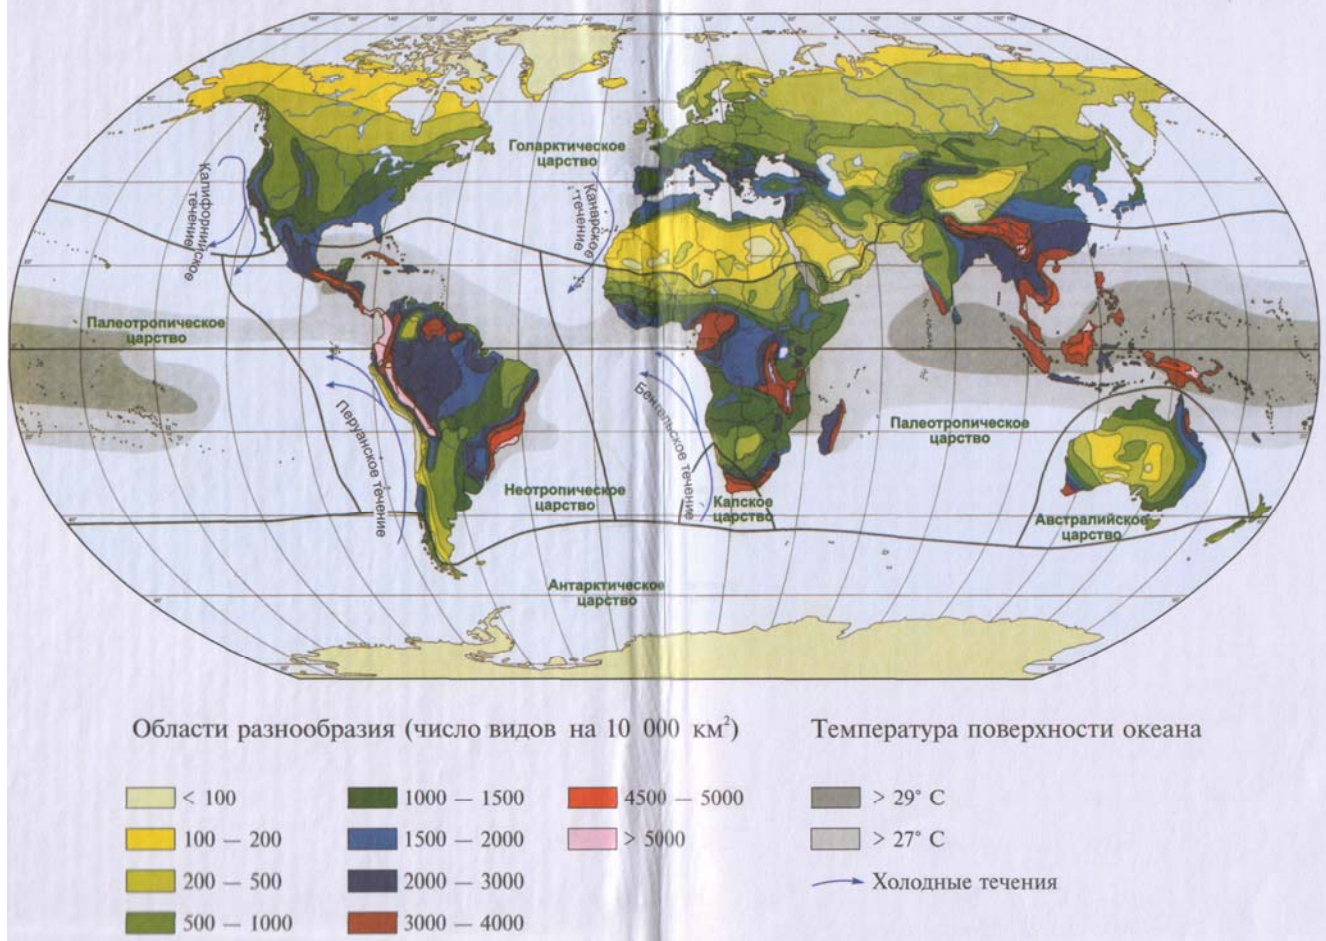 Голарктическое
царство
Калифорнийское
течение
Канарское
течение
Палеотропическое
царство
Перуанское течение
Бенгельское течение
Палеотропическое
царство
Неотропическое
царство
Капское
царство
Австралийское
царство
Антарктическое
царство
Области разнообразия (число видов на 10 000 км²)
< 100
100 — 200
200 — 500
500 — 1000
1000 — 1500
1500 — 2000
2000 — 3000
3000 — 4000
4500 — 5000
> 5000
Температура поверхности океана
> 29° C
> 27° C
Холодные течения